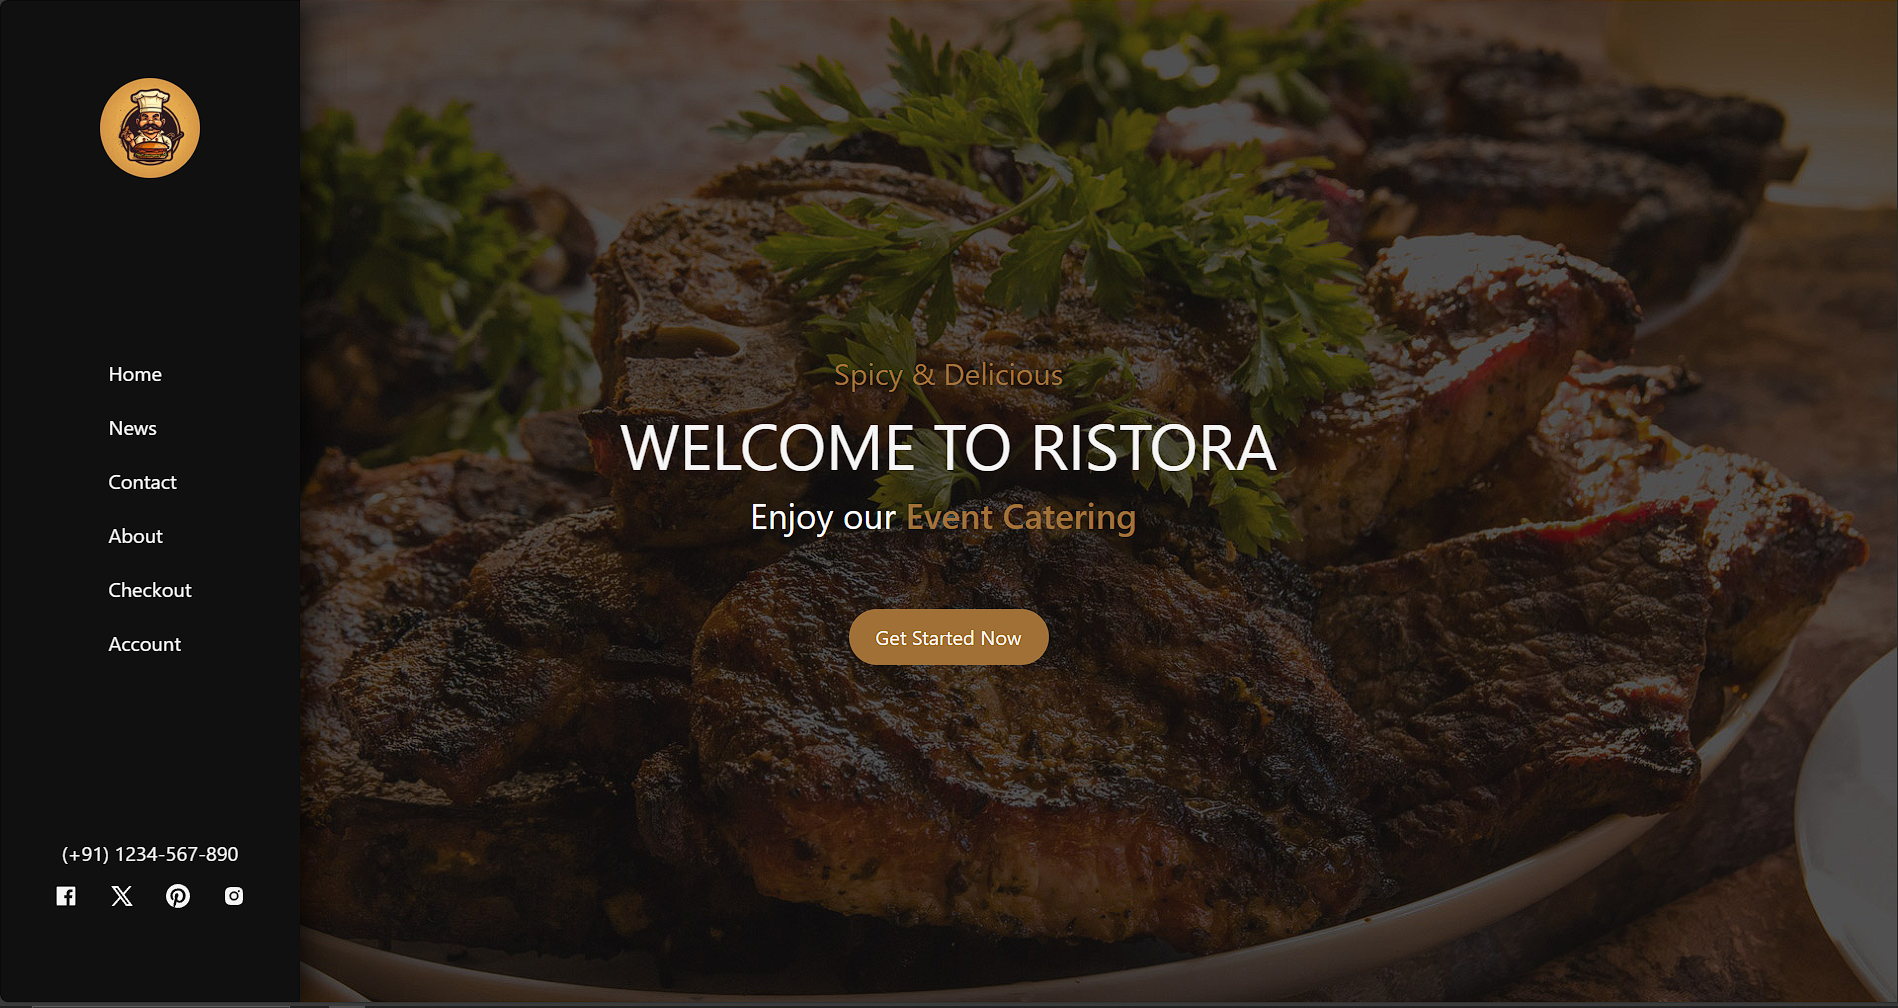 Home
News
Contact
About
Checkout
Account
(+91) 1234-567-890
Spicy & Delicious
WELCOME TO RISTORA
Enjoy our Event Catering
Get Started Now